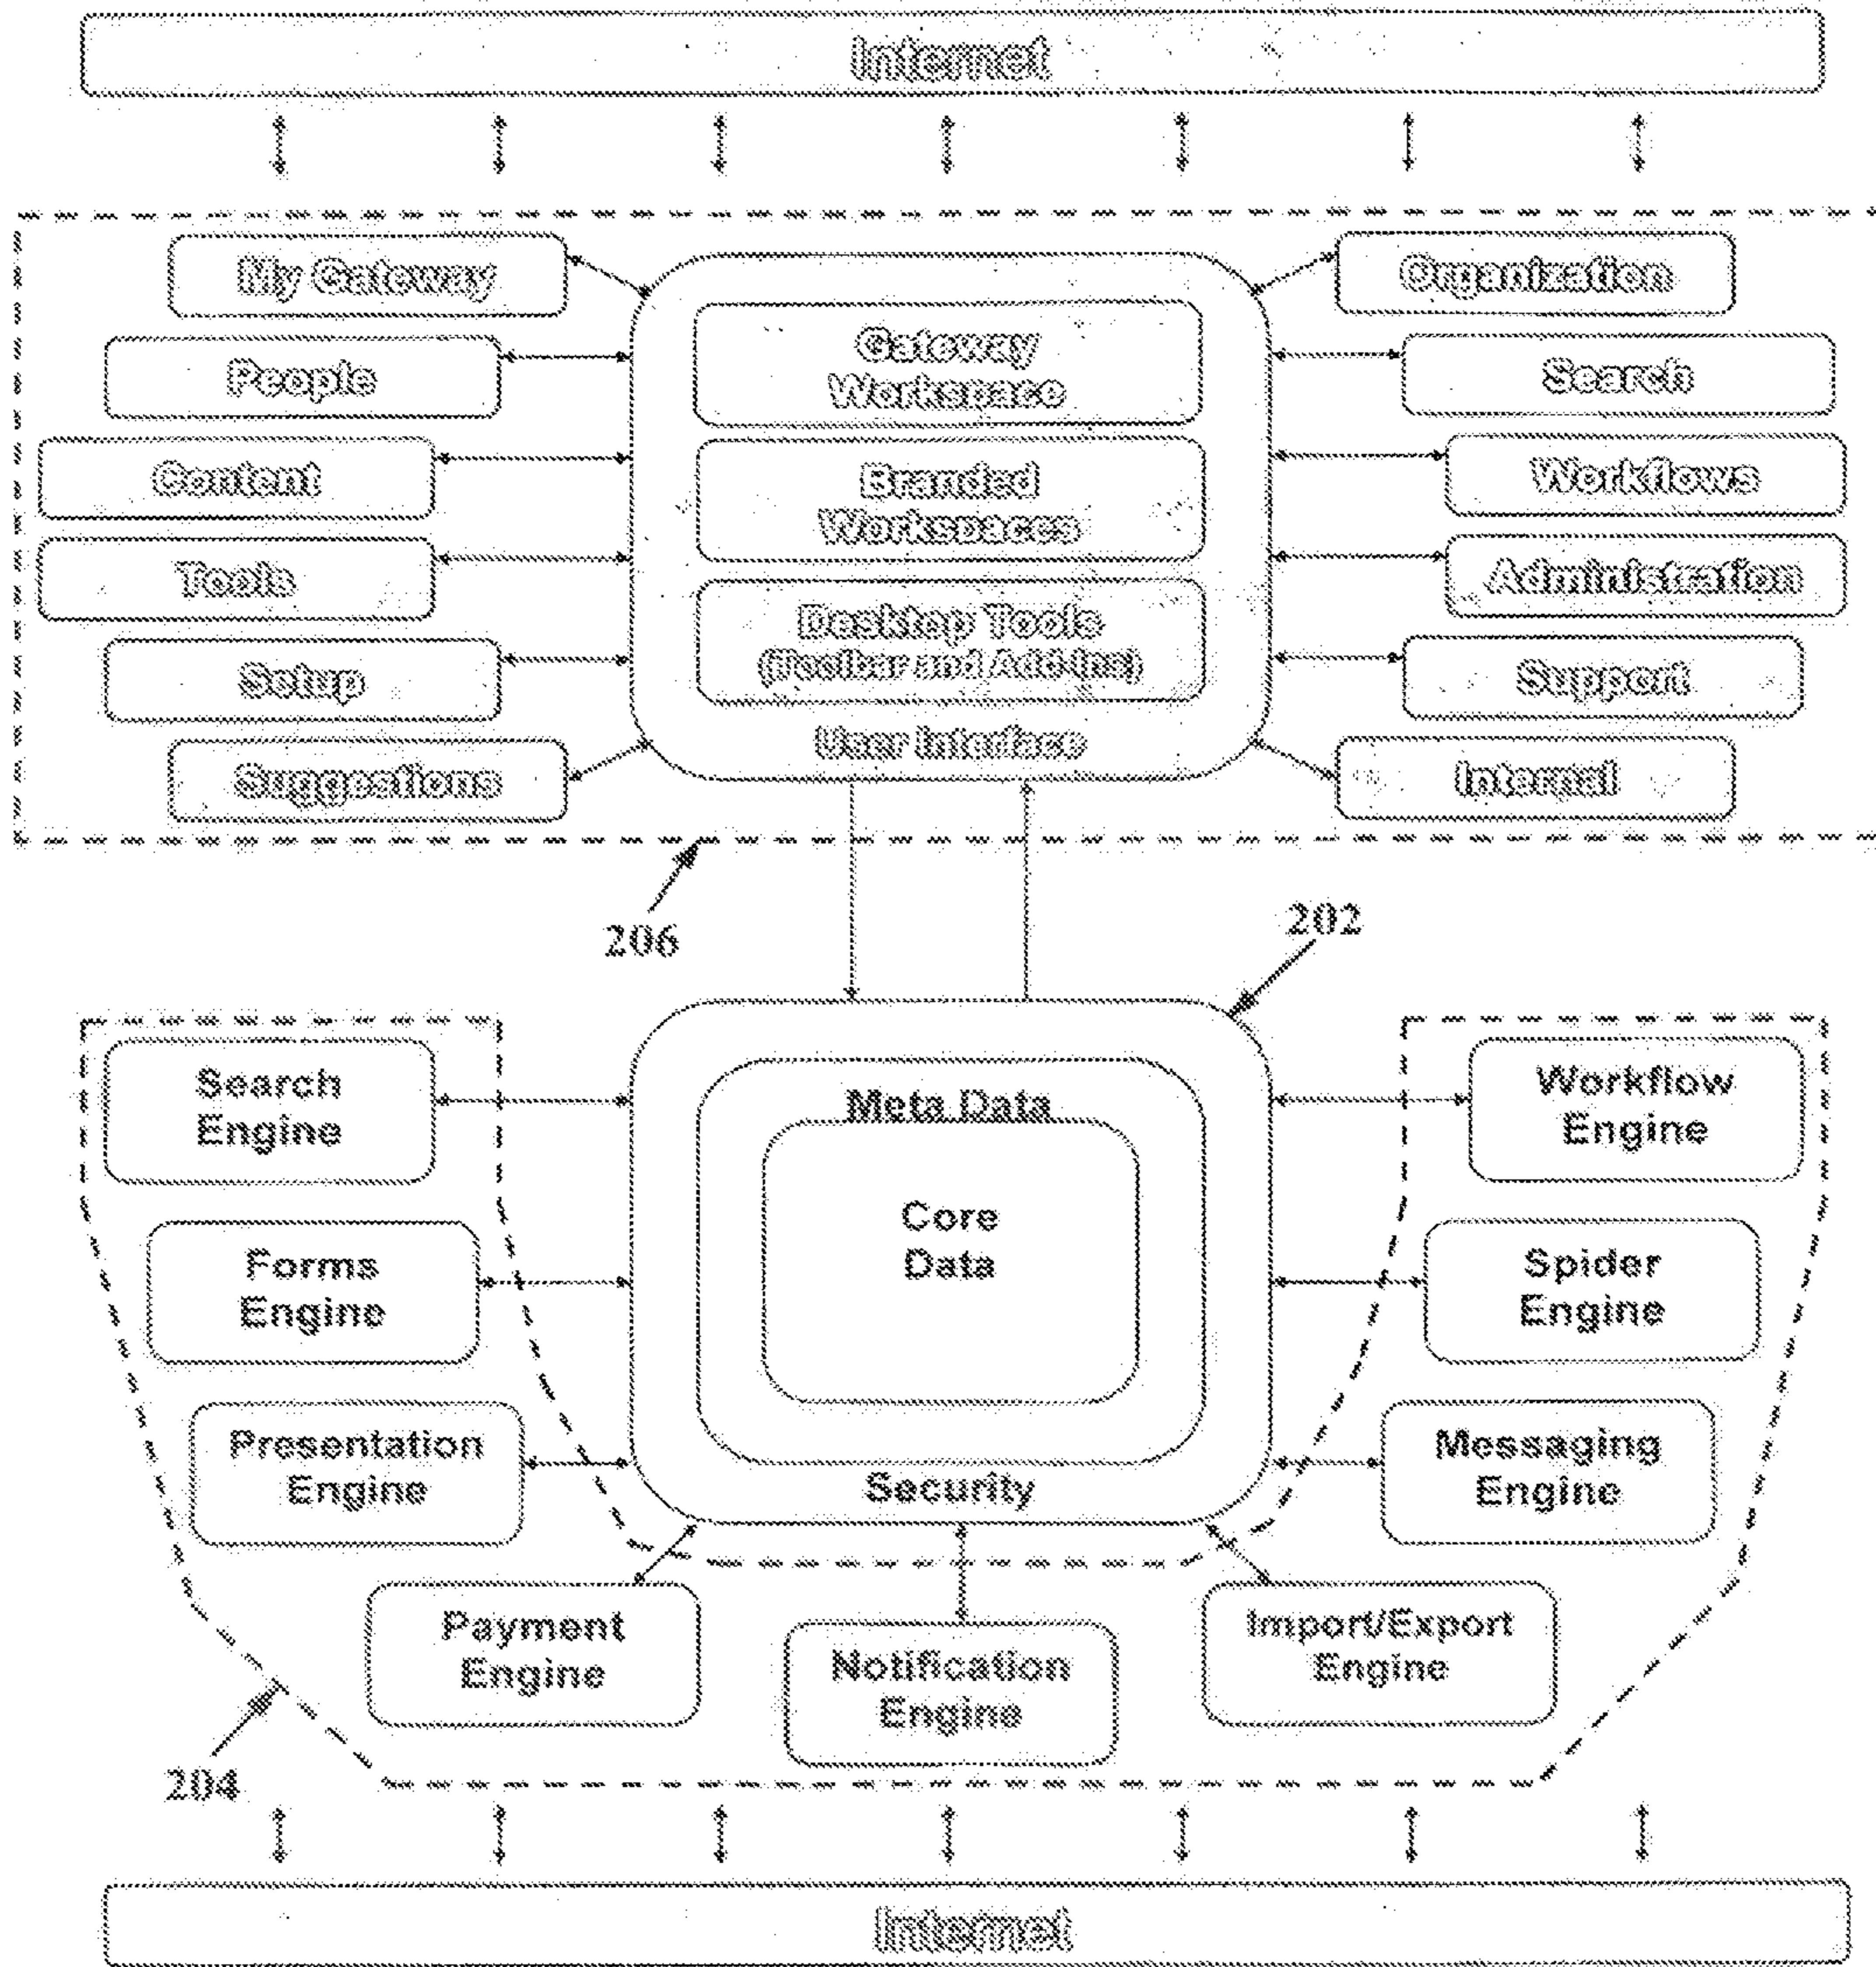 Internet
My Gateway
Organization
Gateway
Workspace
People
Search
Content
Branded
Workspaces
Workflows
Tools
Administration
Desktop Tools
(Toolbar and Add-Ins)
Setup
Support
User Interface
Suggestions
Internal
206
202
Search
Engine
Meta Data
Workflow
Engine
Core
Data
Forms
Engine
Spider
Engine
Presentation
Engine
Messaging
Engine
Security
Payment
Engine
Notification
Engine
Import/Export
Engine
204
Internet